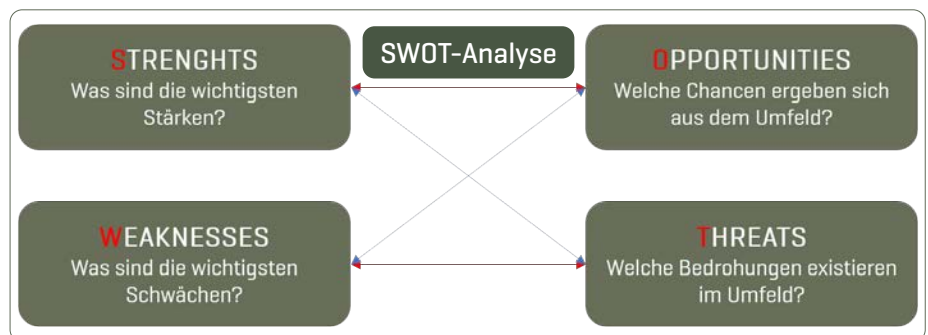 SWOT-Analyse
STRENGHTS
Was sind die wichtigsten
Stärken?
OPPORTUNITIES
Welche Chancen ergeben sich
aus dem Umfeld?
WEAKNESSES
Was sind die wichtigsten
Schwächen?
THREATS
Welche Bedrohungen existieren
im Umfeld?